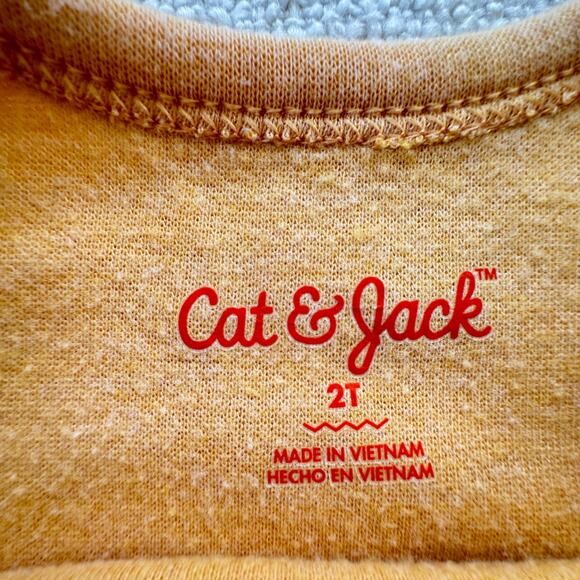 Cat & Jack™
2T
MADE IN VIETNAM
HECHO EN VIETNAM